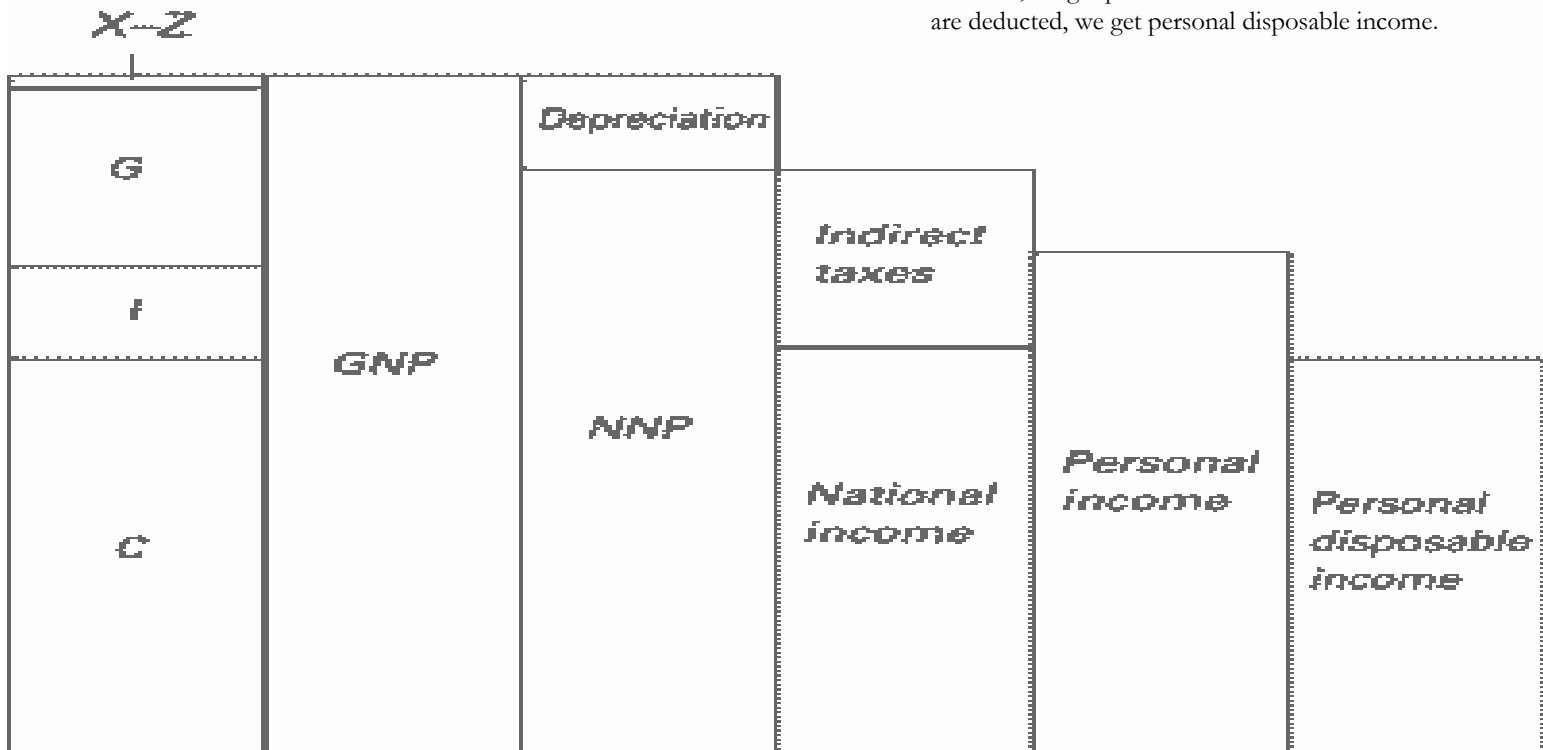 are deducted, we get personal disposable income.
X-Z
G
I
C
GNP
Depreciation
NNP
Indirect
taxes
National
income
Personal
income
Personal
disposable
income